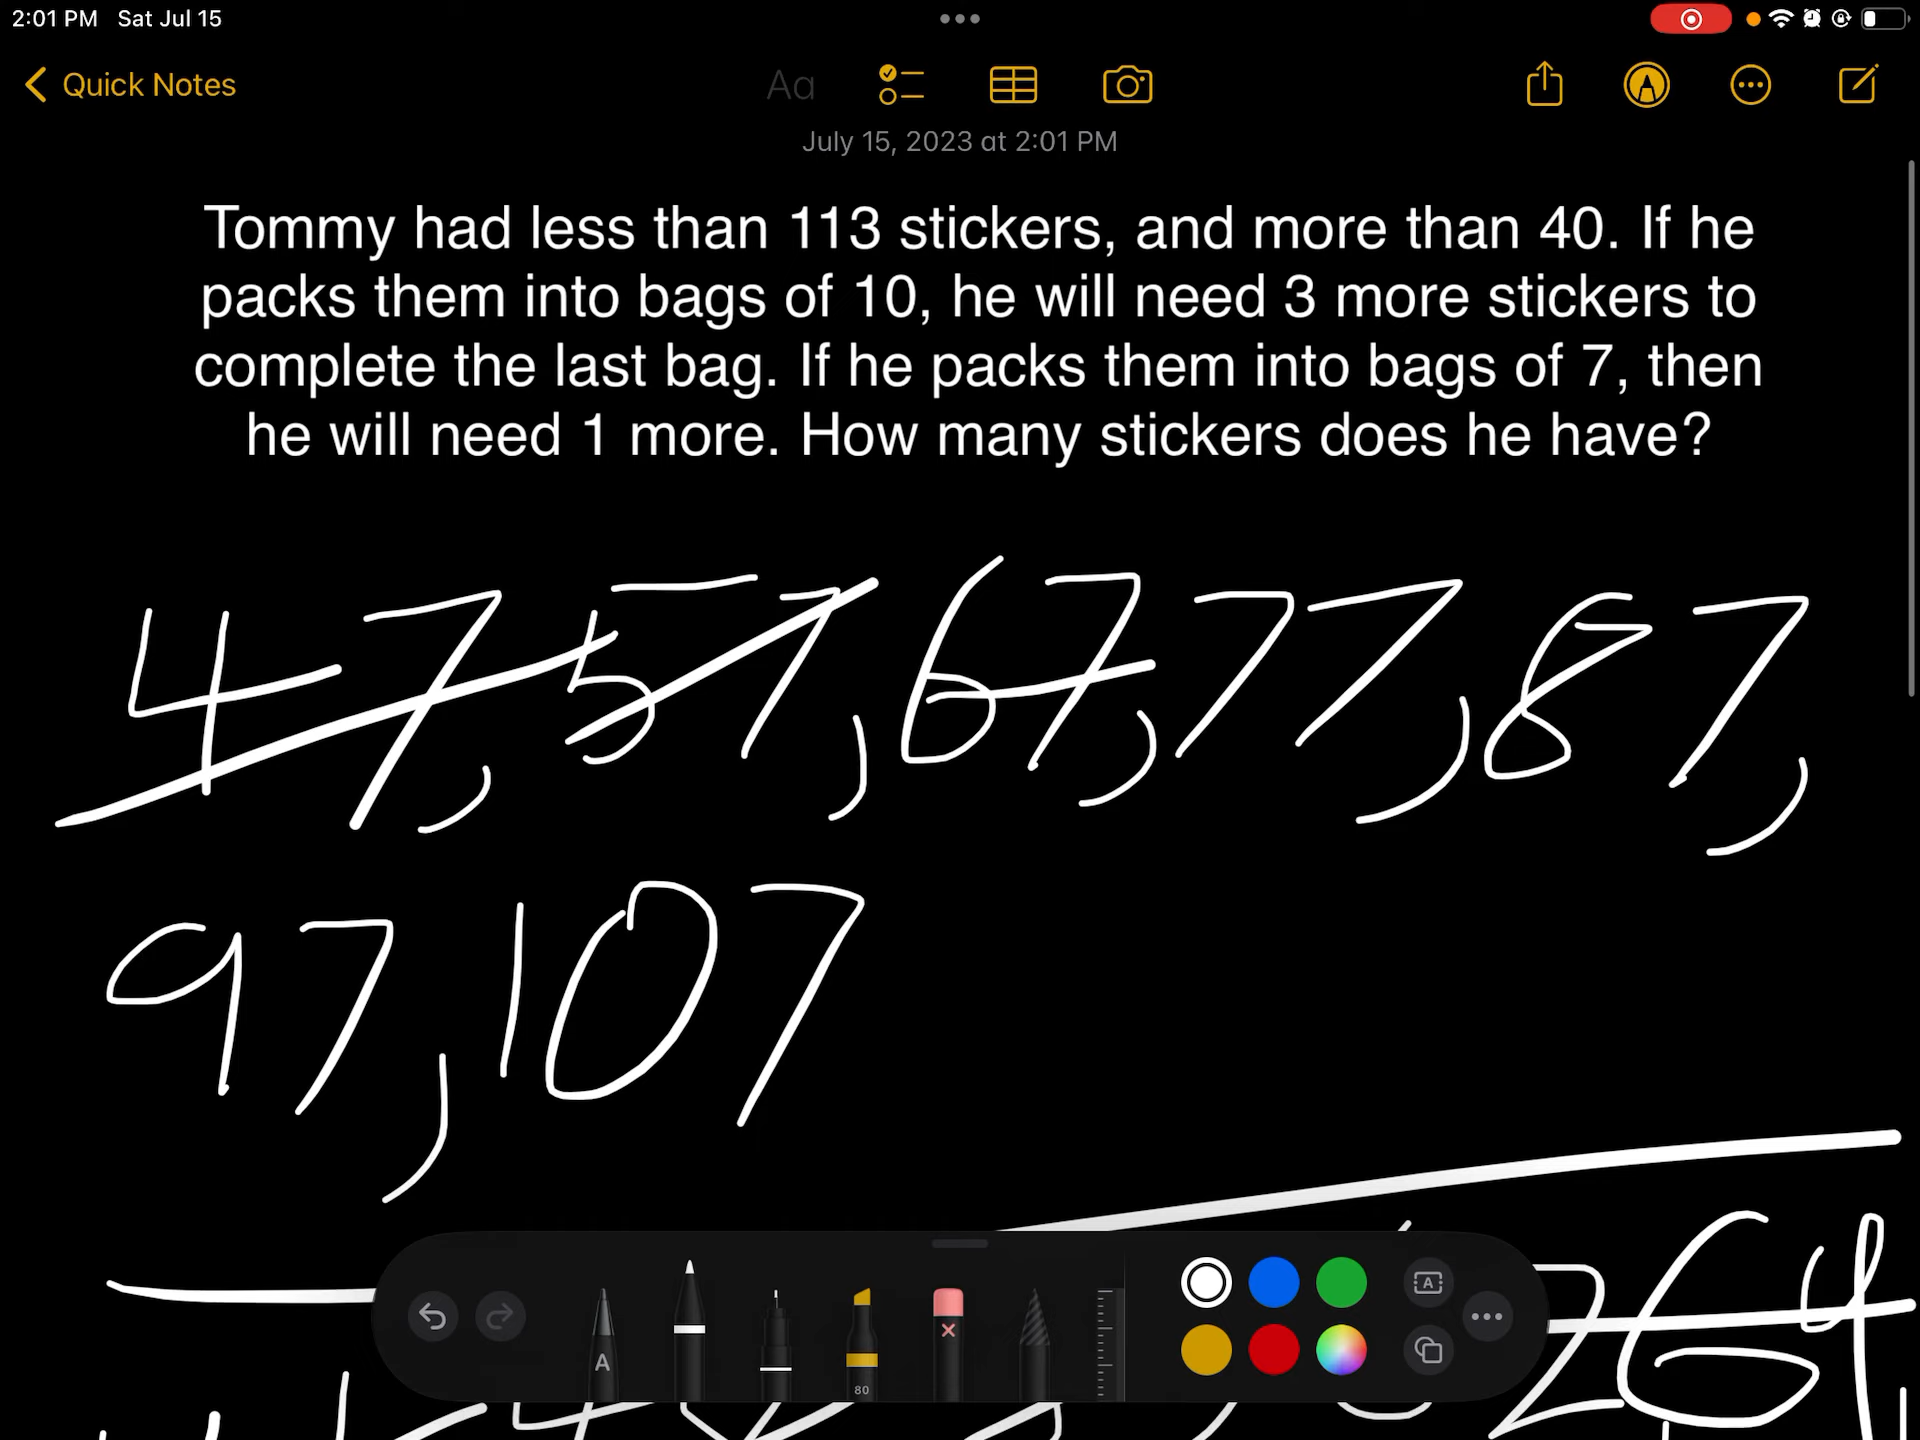 2:01 PM Sat Jul 15
Quick Notes
Aa
July 15, 2023 at 2:01 PM
Tommy had less than 113 stickers, and more than 40. If he
packs them into bags of 10, he will need 3 more stickers to
complete the last bag. If he packs them into bags of 7, then
he will need 1 more. How many stickers does he have?
47, 57, 67, 77, 87,
97, 107
A
80
A